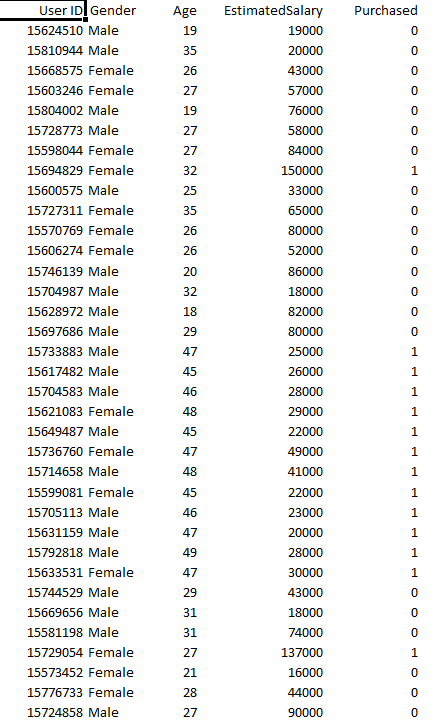 User ID Gender Age EstimatedSalary Purchased
15624510 Male 19 19000 0
15810944 Male 35 20000 0
15668575 Female 26 43000 0
15603246 Female 27 57000 0
15804002 Male 19 76000 0
15728773 Male 27 58000 0
15598044 Female 27 84000 0
15694829 Female 32 150000 1
15600575 Male 25 33000 0
15727311 Female 35 65000 0
15570769 Female 26 80000 0
15606274 Female 26 52000 0
15746139 Male 20 86000 0
15704987 Male 32 18000 0
15628972 Male 18 82000 0
15697686 Male 29 80000 0
15733883 Male 47 25000 1
15617482 Male 45 26000 1
15704583 Male 46 28000 1
15621083 Female 48 29000 1
15649487 Male 45 22000 1
15736760 Female 47 49000 1
15714658 Male 48 41000 1
15599081 Female 45 22000 1
15705113 Male 46 23000 1
15631159 Male 47 20000 1
15792818 Male 49 28000 1
15633531 Female 47 30000 1
15744529 Male 29 43000 0
15669656 Male 31 18000 0
15581198 Male 31 74000 0
15729054 Female 27 137000 1
15573452 Female 21 16000 0
15776733 Female 28 44000 0
15724858 Male 27 90000 0